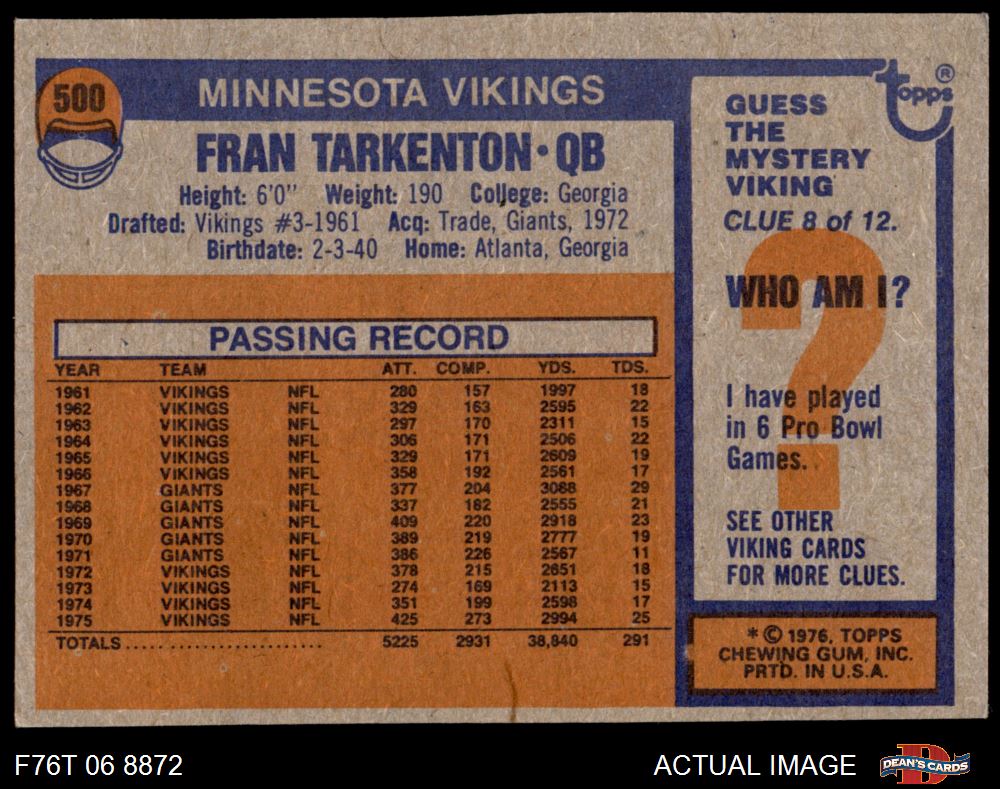 500
MINNESOTA VIKINGS
FRAN TARKENTON • QB
Height: 6'0" Weight: 190 College: Georgia
Drafted: Vikings #3-1961 Acq: Trade, Giants, 1972
Birthdate: 2-3-40 Home: Atlanta, Georgia
PASSING RECORD
YEAR TEAM ATT. COMP. YDS. TDS.
1961 VIKINGS NFL 280 157 1997 18
1962 VIKINGS NFL 329 163 2595 22
1963 VIKINGS NFL 297 170 2311 15
1964 VIKINGS NFL 306 171 2506 22
1965 VIKINGS NFL 329 171 2609 19
1966 VIKINGS NFL 358 192 2561 17
1967 GIANTS NFL 377 204 3088 29
1968 GIANTS NFL 337 182 2555 21
1969 GIANTS NFL 409 220 2918 23
1970 GIANTS NFL 389 219 2777 19
1971 GIANTS NFL 386 226 2567 11
1972 VIKINGS NFL 378 215 2651 18
1973 VIKINGS NFL 274 169 2113 15
1974 VIKINGS NFL 351 199 2598 17
1975 VIKINGS NFL 425 273 2994 25
TOTALS..................... 5225 2931 38,840 291
topps ®
GUESS
THE
MYSTERY
VIKING
CLUE 8 of 12.
WHO AM I?
?
I have played
in 6 Pro Bowl
Games.
SEE OTHER
VIKING CARDS
FOR MORE CLUES.
* © 1976, TOPPS
CHEWING GUM, INC.
PRTD. IN U.S.A.
F76T 06 8872
ACTUAL IMAGE
D
DEAN'S CARDS